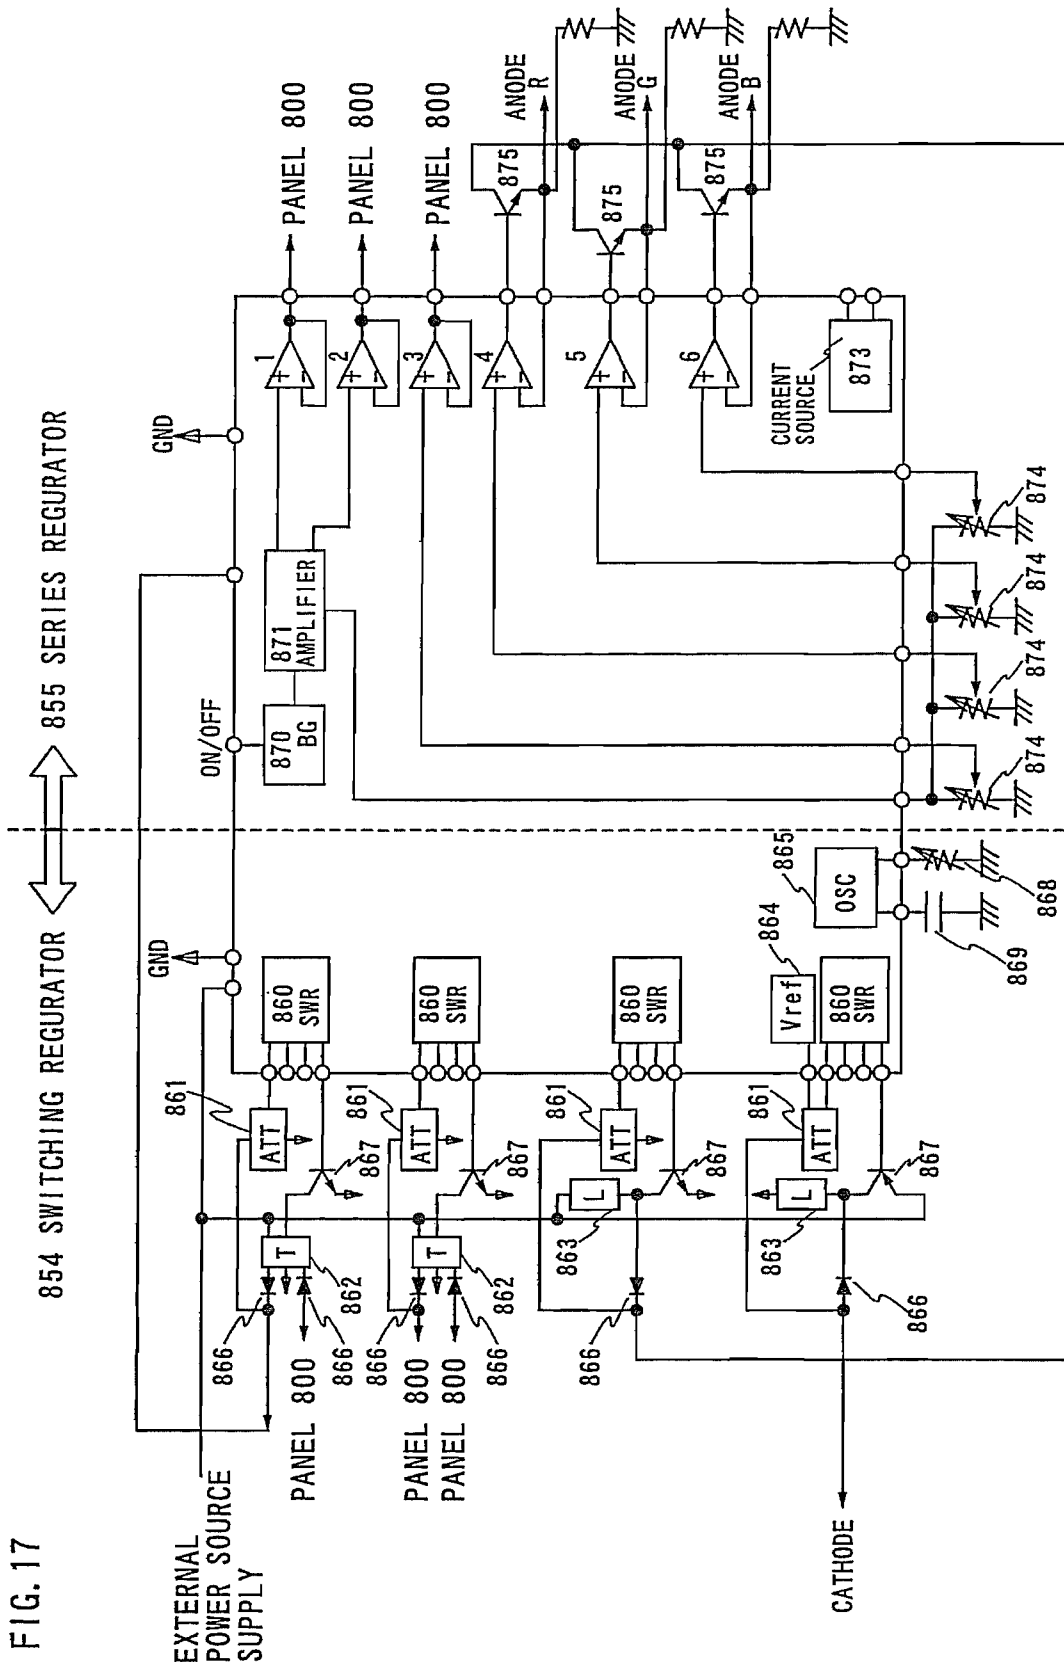 FIG.17
854 SWITCHING REGURATOR
855 SERIES REGURATOR
EXTERNAL
POWER SOURCE
SUPPLY
GND
ON/OFF
GND
866
PANEL 800
866
862
T
861
ATT
867
860
SWR
870
BG
871
AMPLIFIER
1
PANEL 800
2
PANEL 800
3
PANEL 800
866
PANEL 800
PANEL 800
866
862
T
861
ATT
867
860
SWR
4
875
ANODE
R
5
875
ANODE
G
6
875
ANODE
B
866
863
L
861
ATT
867
860
SWR
CURRENT
SOURCE
873
CATHODE
866
863
L
861
ATT
867
864
Vref
860
SWR
865
OSC
869
868
874
874
874
874